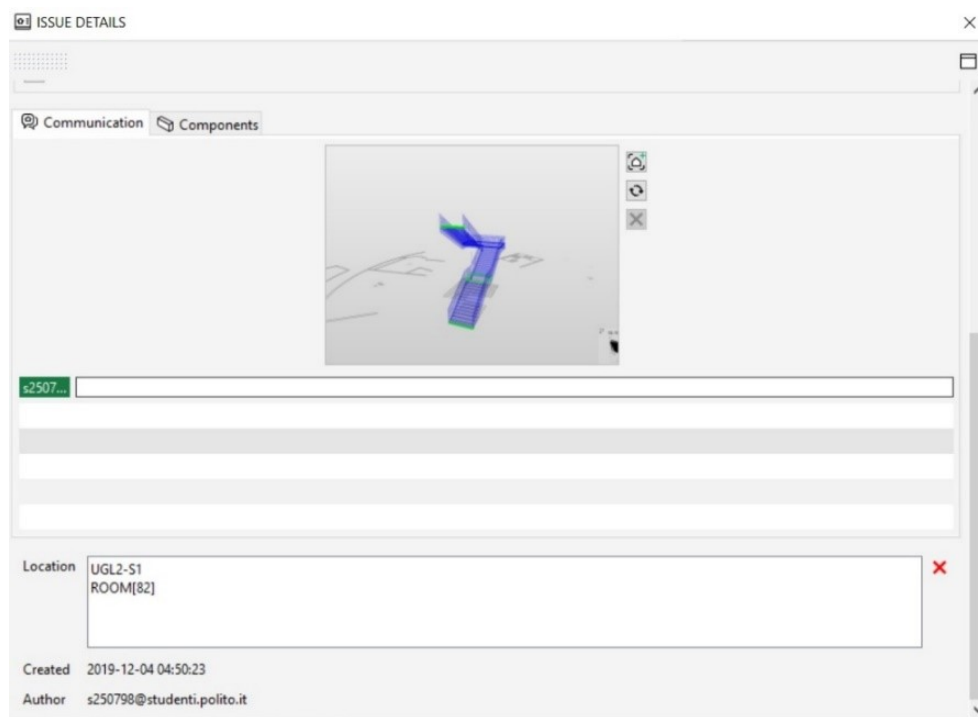 ISSUE DETAILS
Communication
Components
s2507...
Location
UGL2-S1
ROOM[82]
Created 2019-12-04 04:50:23
Author s250798@studenti.polito.it